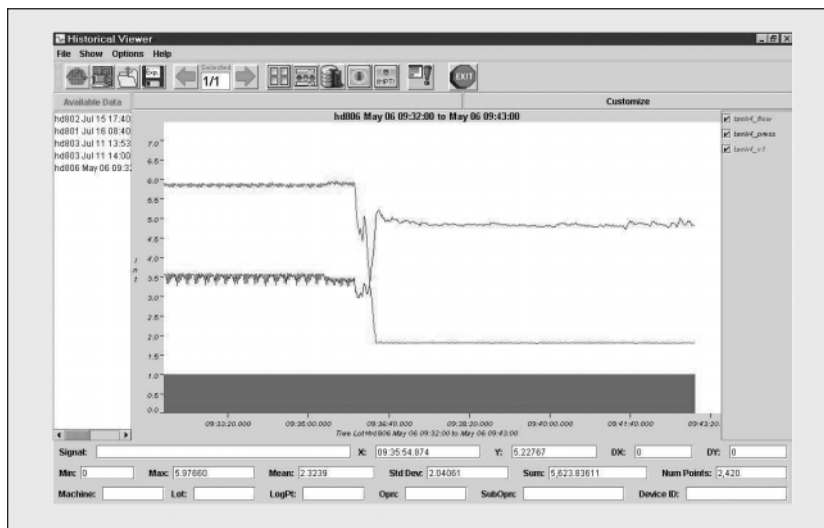 Historical Viewer
File Show Options Help
Exp.
Selected
1/1
(HPT)
EXIT
Available Data
Customize
hd802 Jul 15 17:40
hd801 Jul 16 08:40
hd803 Jul 11 13:53
hd803 Jul 11 14:00
hd806 May 06 09:32
hd806 May 06 09:32:00 to May 09:43:00
tank4_flow
tank4_press
tank4_v1
7.0
6.5
6.0
5.5
5.0
4.5
4.0
3.5
3.0
2.5
2.0
1.5
1.0
0.5
0.0
09:33:20.000 09:35:00.000 09:36:40.000 09:38:20.000 09:40:00.000 09:41:40.000 09:43:20.
Time Lot=hd806 May 06 09:32:00 to May 06 09:43:00
Signal: X: 09:35:54.874 Y: 5.22767 DX: 0 DY: 0
Min: 0 Max: 5.97660 Mean: 2.3239 Std Dev: 2.04061 Sum: 5,623.83611 Num Points: 2,420
Machine: Lot: LogPt: Opn: SubOpn: Device ID: